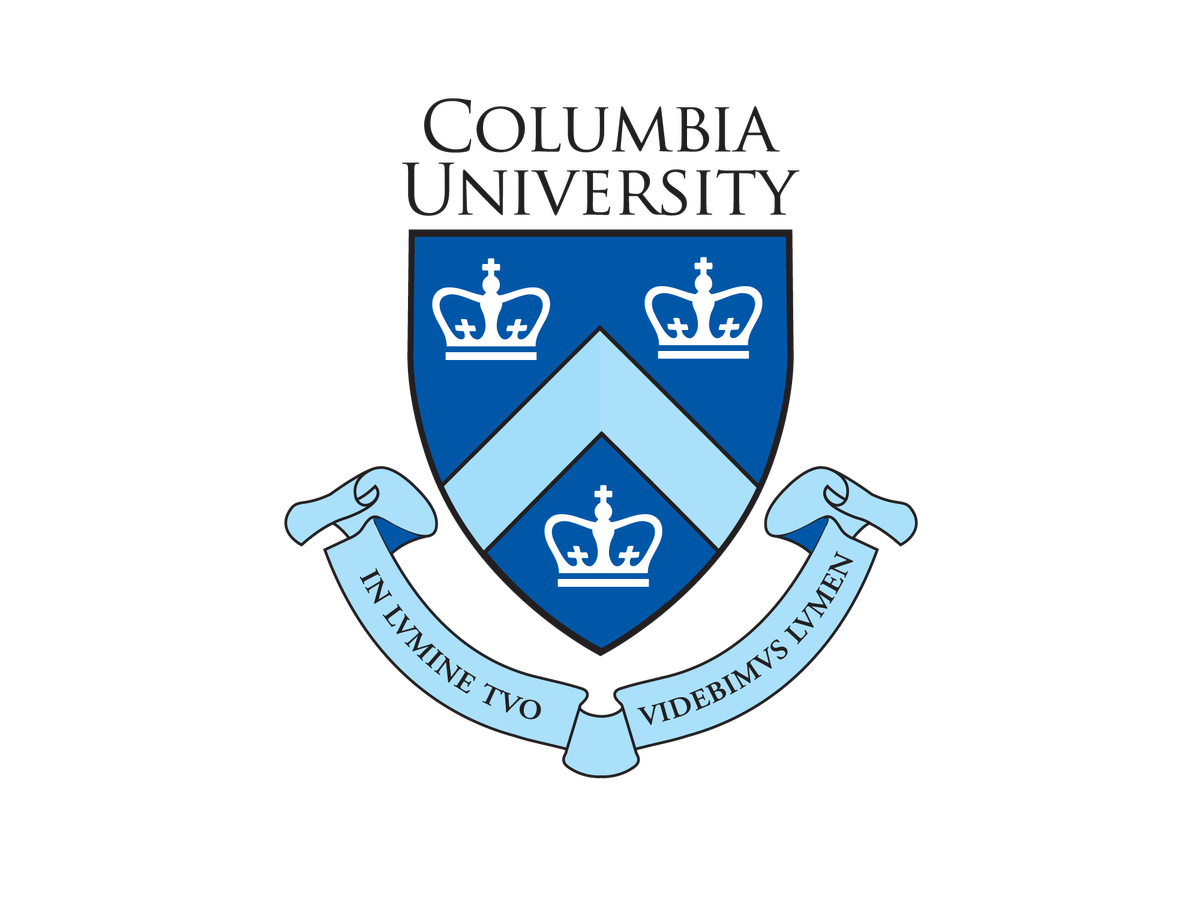 COLUMBIA
UNIVERSITY
IN LVMINE TVO
VIDEBIMVS LVMEN